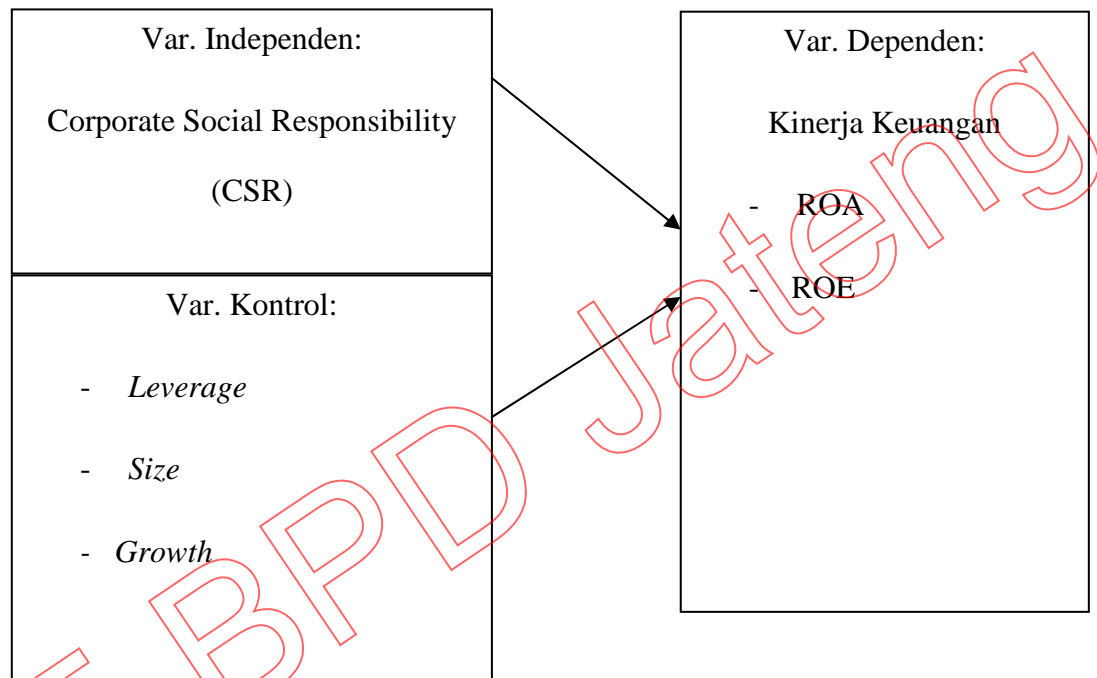 Var. Independen:
Corporate Social Responsibility
(CSR)
Var. Kontrol:
- Leverage
- Size
- Growth
Var. Dependen:
Kinerja Keuangan
- ROA
- ROE
BPD Jateng